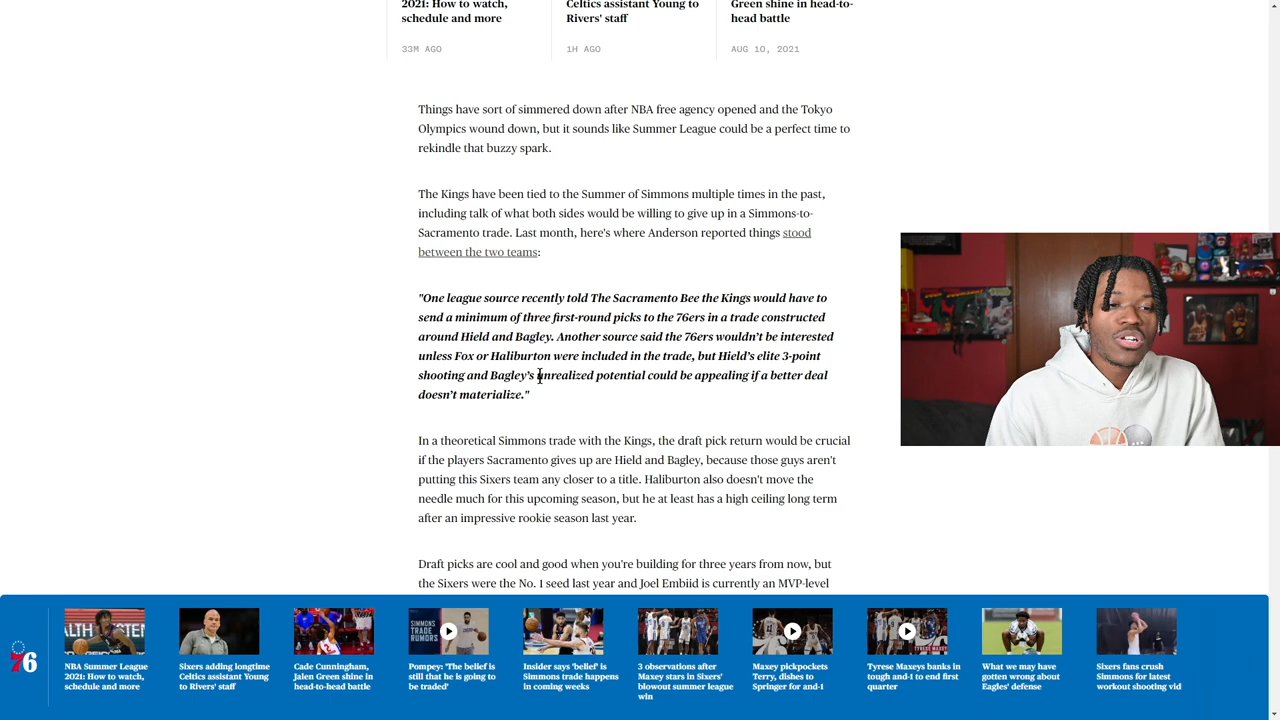 2021: How to watch,
schedule and more
33M AGO
Celtics assistant Young to
Rivers' staff
1H AGO
Green shine in head-to-
head battle
AUG 10, 2021
Things have sort of simmered down after NBA free agency opened and the Tokyo
Olympics wound down, but it sounds like Summer League could be a perfect time to
rekindle that buzzy spark.
The Kings have been tied to the Summer of Simmons multiple times in the past,
including talk of what both sides would be willing to give up in a Simmons-to-
Sacramento trade. Last month, here's where Anderson reported things stood
between the two teams:
"One league source recently told The Sacramento Bee the Kings would have to
send a minimum of three first-round picks to the 76ers in a trade constructed
around Hield and Bagley. Another source said the 76ers wouldn't be interested
unless Fox or Haliburton were included in the trade, but Hield's elite 3-point
shooting and Bagley's unrealized potential could be appealing if a better deal
doesn't materialize."
In a theoretical Simmons trade with the Kings, the draft pick return would be crucial
if the players Sacramento gives up are Hield and Bagley, because those guys aren't
putting this Sixers team any closer to a title. Haliburton also doesn't move the
needle much for this upcoming season, but he at least has a high ceiling long term
after an impressive rookie season last year.
Draft picks are cool and good when you're building for three years from now, but
the Sixers were the No. 1 seed last year and Joel Embiid is currently an MVP-level
76
NBA Summer League
2021: How to watch,
schedule and more
Sixers adding longtime
Celtics assistant Young
to Rivers' staff
Cade Cunningham,
Jalen Green shine in
head-to-head battle
SIMMONS
TRADE
RUMORS
Pompey: 'The belief is
still that he is going to
be traded'
Insider says 'belief' is
Simmons trade happens
in coming weeks
3 observations after
Maxey stars in Sixers'
blowout summer league
win
Maxey pickpockets
Terry, dishes to
Springer for and-1
Tyrese Maxeys banks in
tough and-1 to end first
quarter
What we may have
gotten wrong about
Eagles' defense
Sixers fans crush
Simmons for latest
workout shooting vid